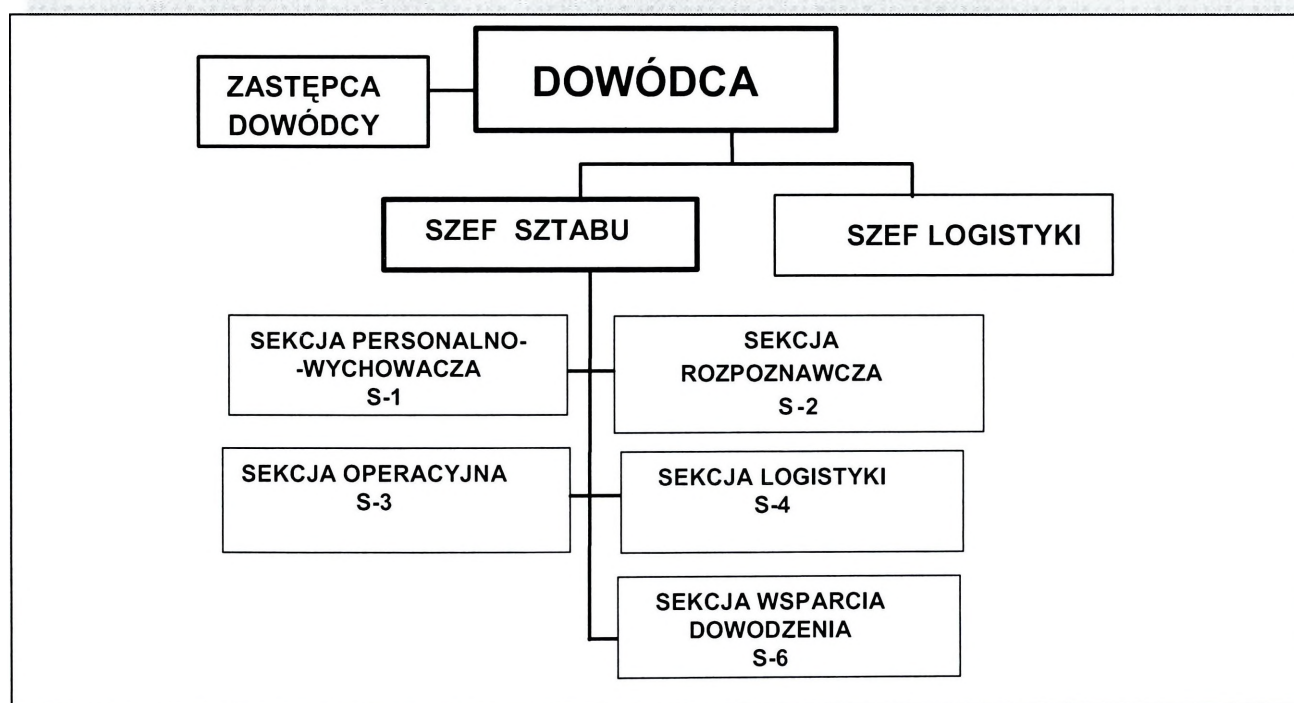 ZASTĘPCA
DOWÓDCY
DOWÓDCA
SZEF SZTABU
SZEF LOGISTYKI
SEKCJA PERSONALNO-
-WYCHOWACZA
S-1
SEKCJA
ROZPOZNAWCZA
S-2
SEKCJA OPERACYJNA
S-3
SEKCJA LOGISTYKI
S-4
SEKCJA WSPARCIA
DOWODZENIA
S-6